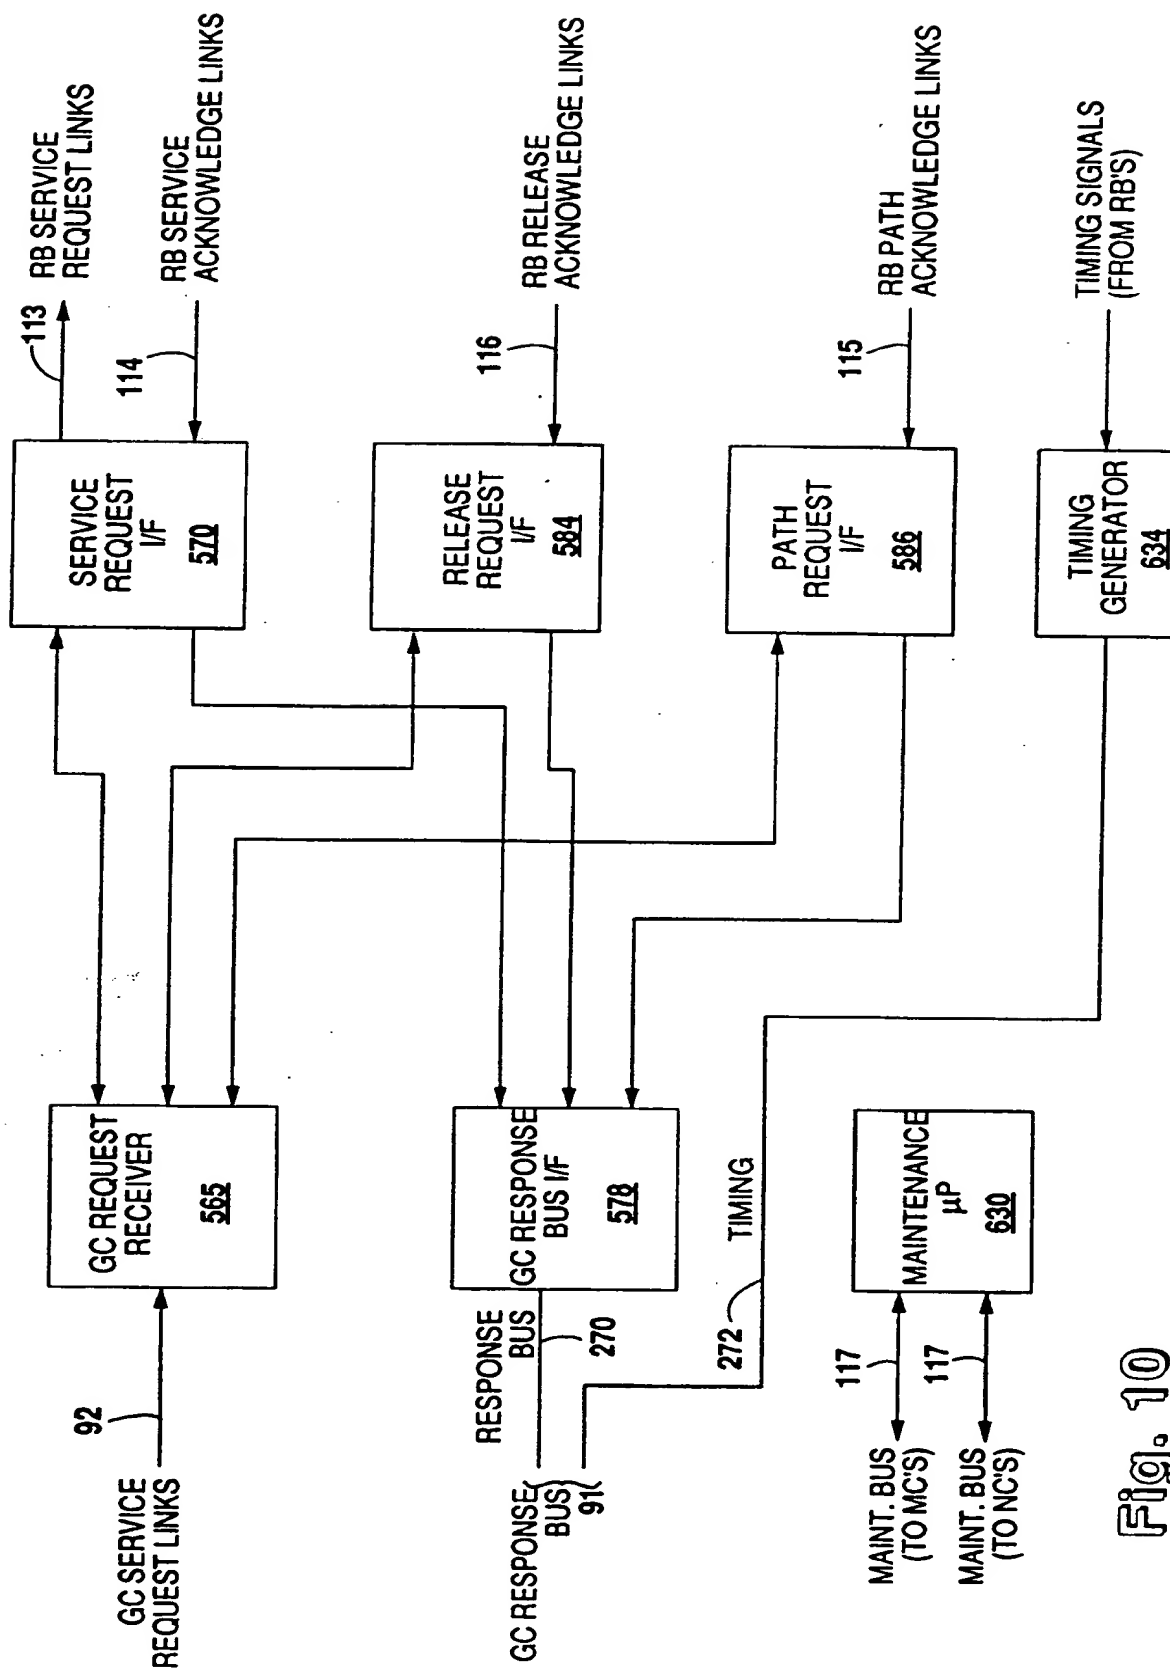 GC SERVICE
REQUEST LINKS
92
GC REQUEST
RECEIVER
565
SERVICE
REQUEST
I/F
570
113
RB SERVICE
REQUEST LINKS
114
RB SERVICE
ACKNOWLEDGE LINKS
GC RESPONSE
BUS
91
RESPONSE
BUS
270
GC RESPONSE
BUS I/F
578
RELEASE
REQUEST
I/F
584
116
RB RELEASE
ACKNOWLEDGE LINKS
272
TIMING
PATH
REQUEST
I/F
586
115
RB PATH
ACKNOWLEDGE LINKS
MAINT. BUS
(TO MC'S)
117
MAINT. BUS
(TO NC'S)
117
MAINTENANCE
µP
630
TIMING
GENERATOR
634
TIMING SIGNALS
(FROM RB'S)
Fig. 10